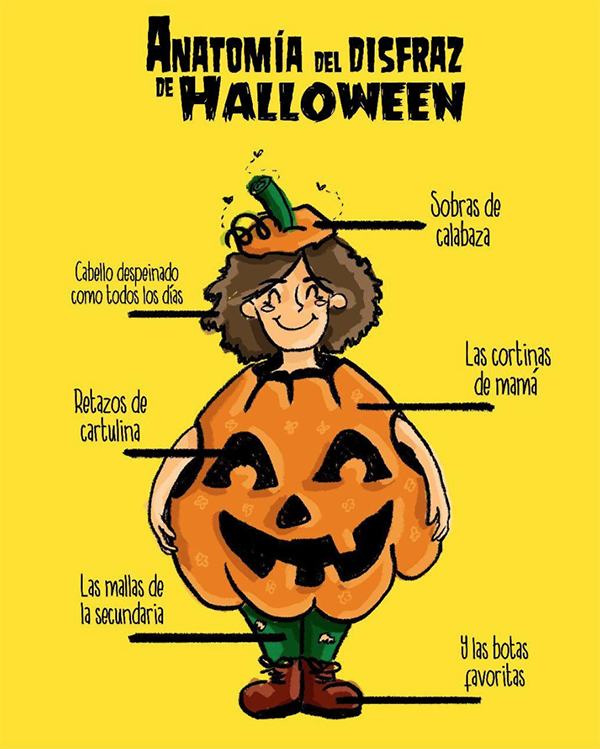 Anatomía del disfraz
de Halloween
Sobras de
calabaza
Cabello despeinado
como todos los días
Las cortinas
de mamá
Retazos de
cartulina
Las mallas de
la secundaria
Y las botas
favoritas